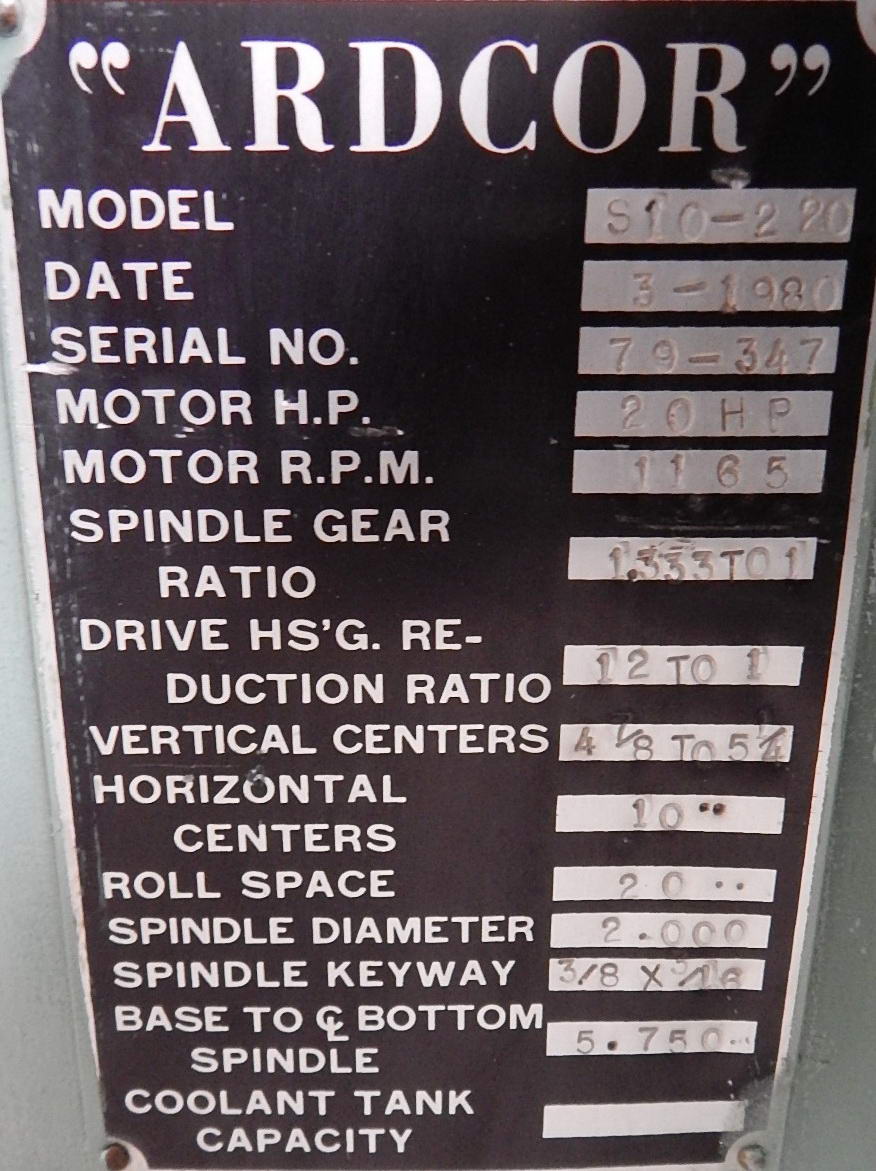 “ARDCOR”
MODEL S10-220
DATE 3-1980
SERIAL NO. 79-347
MOTOR H.P. 20HP
MOTOR R.P.M. 1165
SPINDLE GEAR
RATIO 1.333 TO 1
DRIVE HS’G. RE-
DUCTION RATIO 12 TO 1
VERTICAL CENTERS 4 7/8 TO 5 1/4
HORIZONTAL
CENTERS 10"
ROLL SPACE 20"
SPINDLE DIAMETER 2.000
SPINDLE KEYWAY 3/8 X 3/16
BASE TO ℄ BOTTOM
SPINDLE 5.750"
COOLANT TANK
CAPACITY